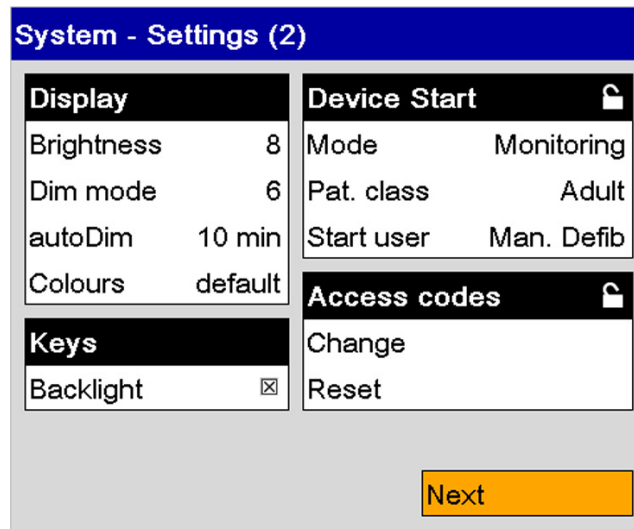 System - Settings (2)
Display
Brightness 8
Dim mode 6
autoDim 10 min
Colours default
Keys
Backlight ☒
Device Start
Mode Monitoring
Pat. class Adult
Start user Man. Defib
Access codes
Change
Reset
Next